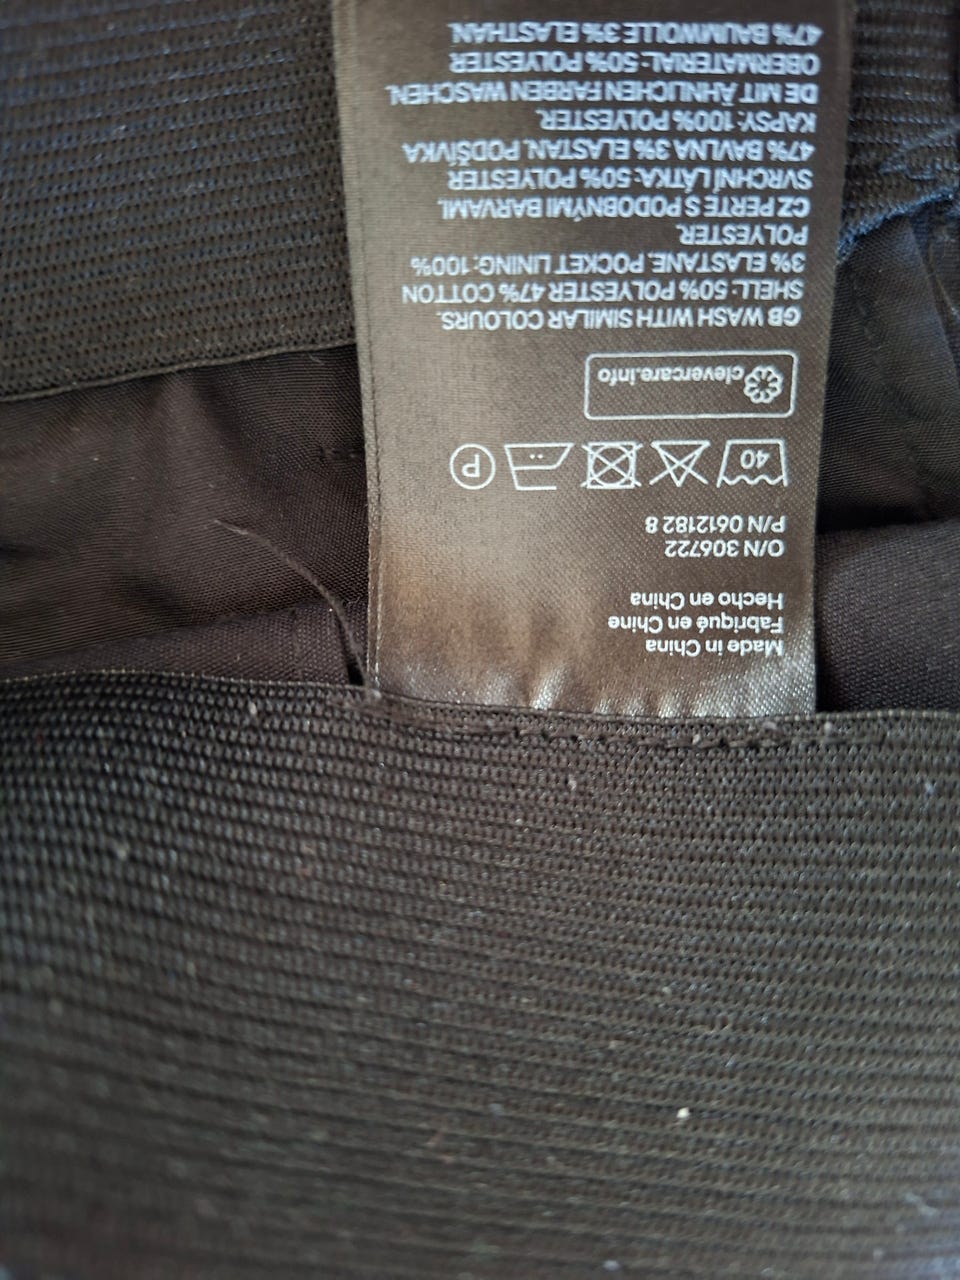 Made in China
Fabriqué en Chine
Hecho en China
O/N 306722
P/N 0612182 8
40
P
clevercare.info
GB WASH WITH SIMILAR COLOURS.
SHELL: 50% POLYESTER 47% COTTON
3% ELASTANE. POCKET LINING:100%
POLYESTER.
CZ PERTE S PODOBNÝMI BARVAMI.
SVRCHNÍ LÁTKA: 50% POLYESTER
47% BAVLNA 3% ELASTAN. PODŠÍVKA
KAPSY: 100% POLYESTER.
DE MIT ÄHNLICHEN FARBEN WASCHEN.
OBERMATERIAL: 50% POLYESTER
47% BAUMWOLLE 3% ELASTHAN.